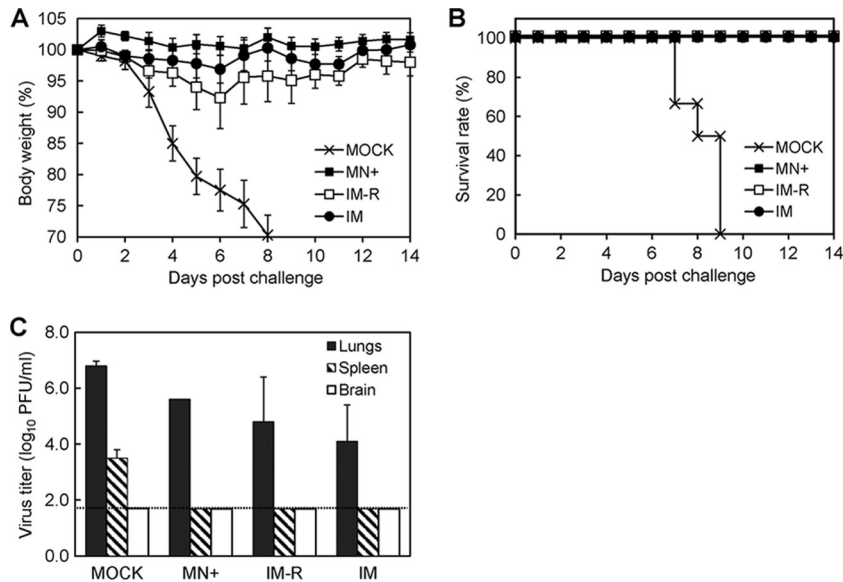 A
105
100
95
90
85
80
75
70
Body weight (%)
MOCK
MN+
IM-R
IM
0 2 4 6 8 10 12 14
Days post challenge
B
100
80
60
40
20
0
Survival rate (%)
MOCK
MN+
IM-R
IM
0 2 4 6 8 10 12 14
Days post challenge
C
8.0
6.0
4.0
2.0
0.0
Virus titer (log10 PFU/ml)
Lungs
Spleen
Brain
MOCK MN+ IM-R IM